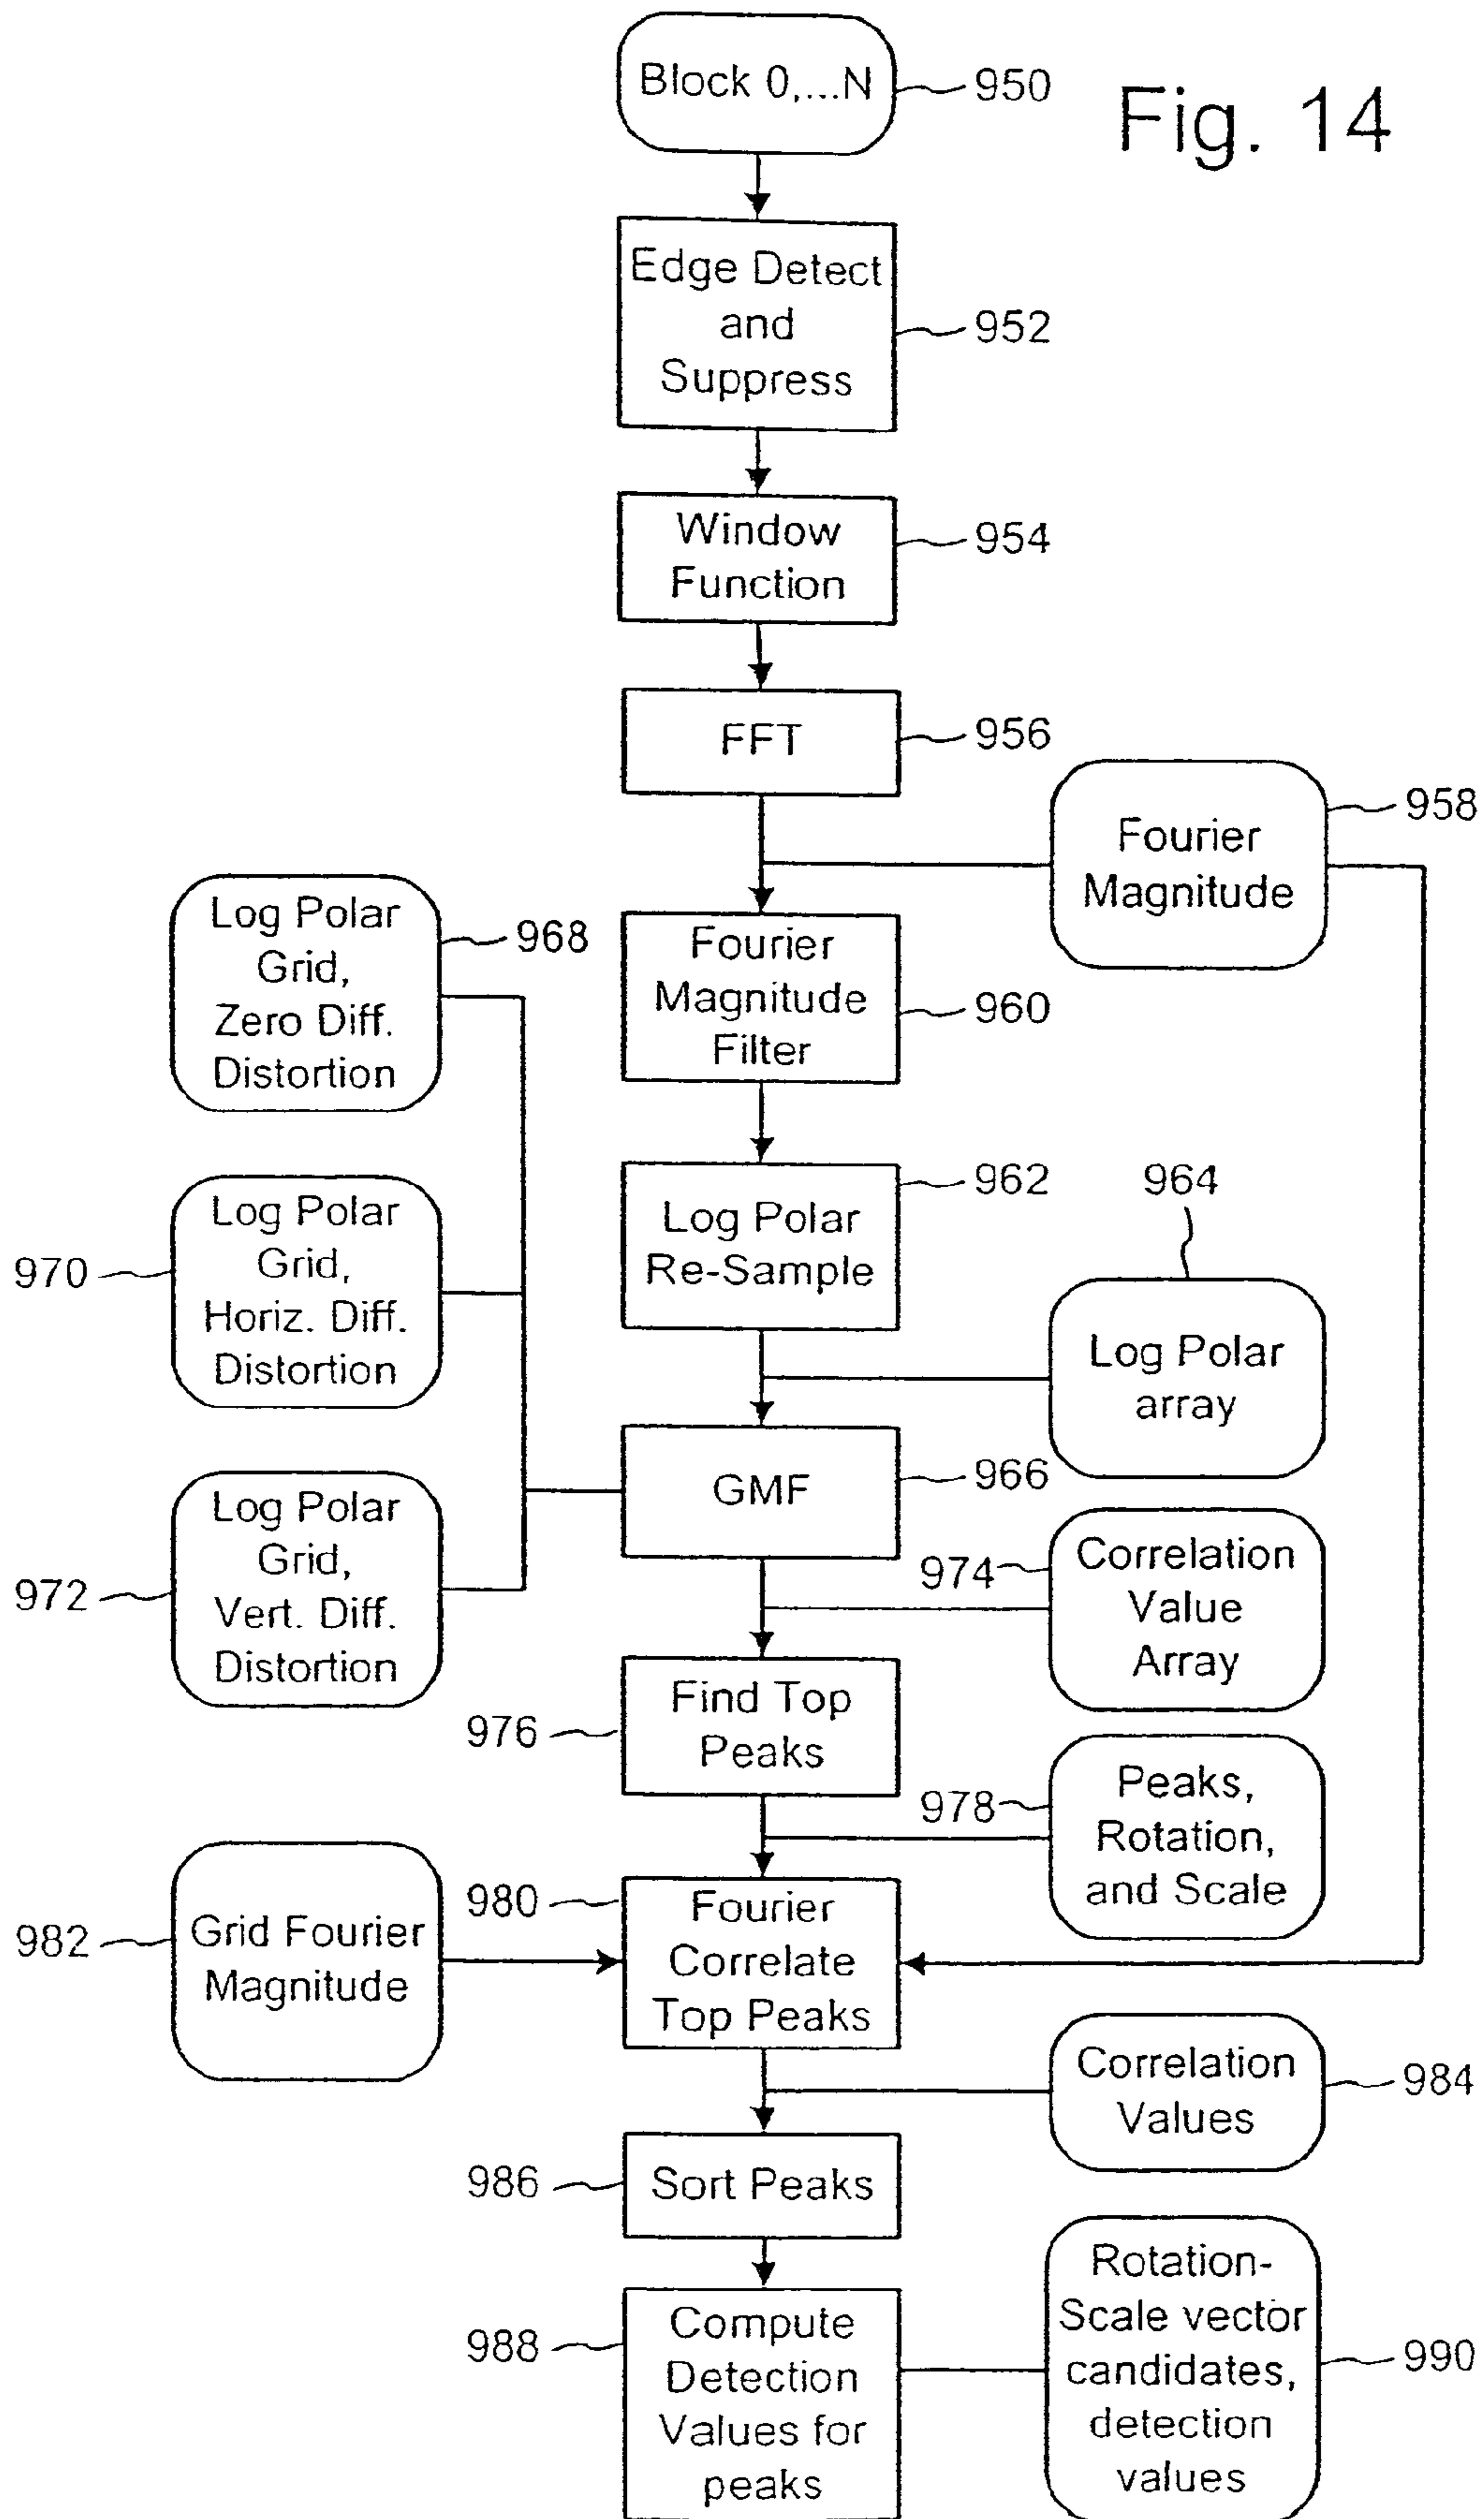 Fig. 14
Block 0,...N
950
Edge Detect
and
Suppress
952
Window
Function
954
FFT
956
Fourier
Magnitude
958
Fourier
Magnitude
Filter
960
Log Polar
Grid,
Zero Diff.
Distortion
968
Log Polar
Re-Sample
962
964
Log Polar
array
Log Polar
Grid,
Horiz. Diff.
Distortion
970
GMF
966
Log Polar
Grid,
Vert. Diff.
Distortion
972
974
Correlation
Value
Array
Find Top
Peaks
976
978
Peaks,
Rotation,
and Scale
980
Fourier
Correlate
Top Peaks
982
Grid Fourier
Magnitude
Correlation
Values
984
986
Sort Peaks
988
Compute
Detection
Values for
peaks
Rotation-
Scale vector
candidates,
detection
values
990